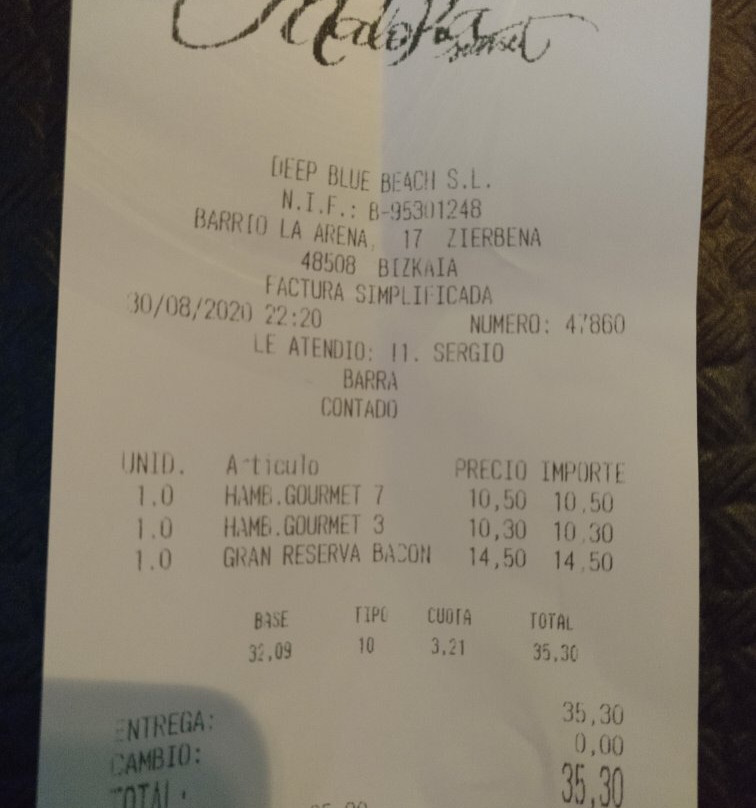 sunset
DEEP BLUE BEACH S.L.
N.I.F.: B-95301248
BARRIO LA ARENA, 17 ZIERBENA
48508 BIZKAIA
FACTURA SIMPLIFICADA
30/08/2020 22:20 NUMERO: 47860
LE ATENDIO: 11. SERGIO
BARRA
CONTADO
UNID. Articulo PRECIO IMPORTE
1.0 HAMB.GOURMET 7 10,50 10,50
1.0 HAMB.GOURMET 3 10,30 10,30
1.0 GRAN RESERVA BACON 14,50 14,50
BASE TIPO CUOTA TOTAL
32,09 10 3,21 35,30
ENTREGA: 35,30
CAMBIO: 0,00
TOTAL: 35,30